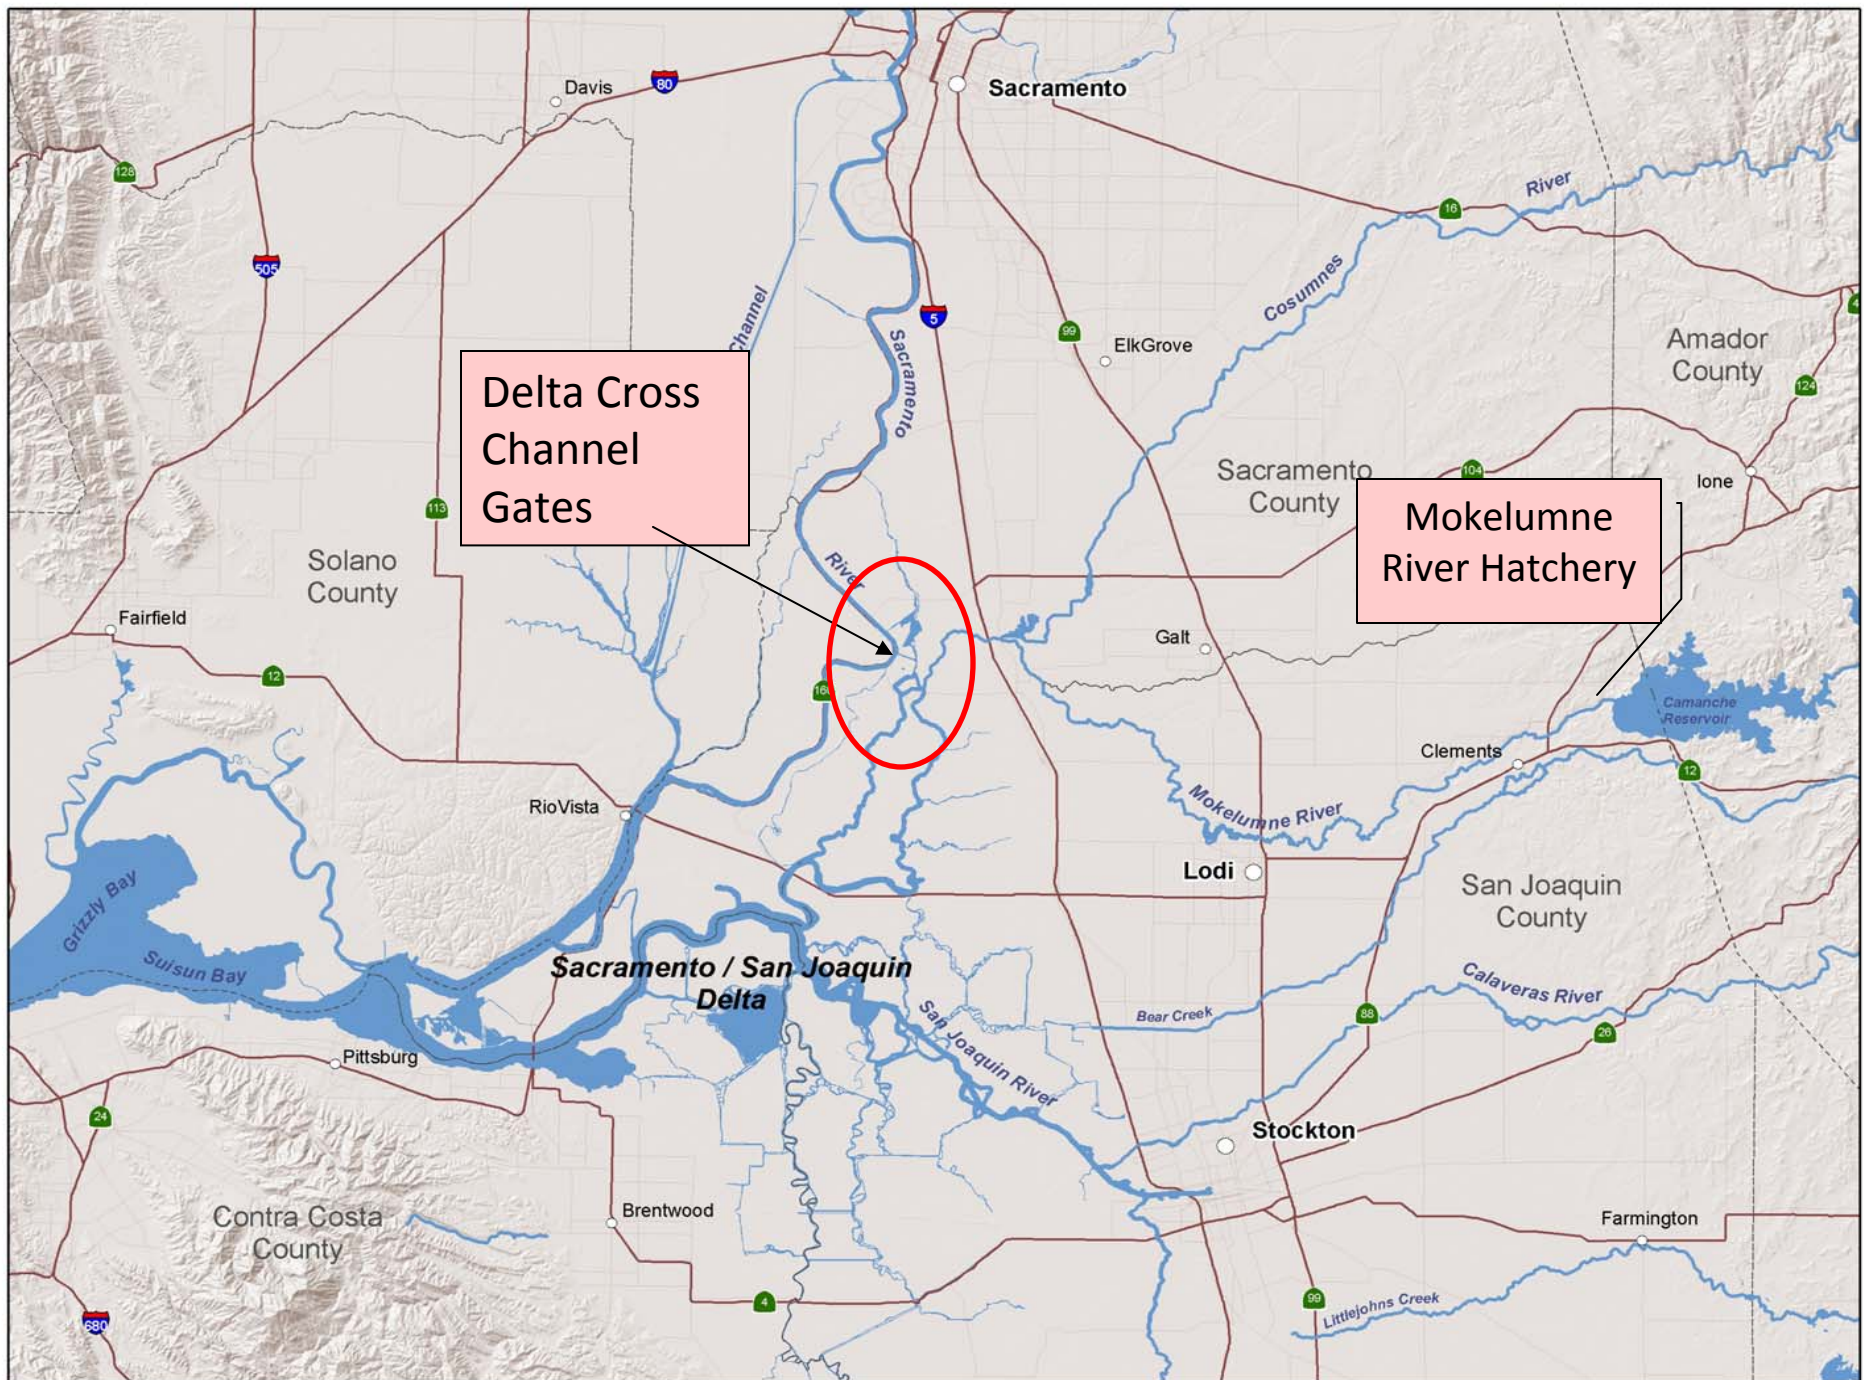 Sacramento
Davis
80
128
River
16
505
Cosumnes
Channel
5
99
Sacramento
ElkGrove
4
Amador
County
124
Delta Cross
Channel
Gates
Sacramento
County
104
Ione
113
Mokelumne
River Hatchery
Solano
County
River
Fairfield
Galt
12
160
Camanche
Reservoir
Clements
12
RioVista
Mokelumne River
Lodi
San Joaquin
County
Grizzly Bay
Suisun Bay
Sacramento / San Joaquin
Delta
Calaveras River
San Joaquin River
Bear Creek
88
26
Pittsburg
24
Stockton
Contra Costa
County
Brentwood
Farmington
4
99
Littlejohns Creek
680